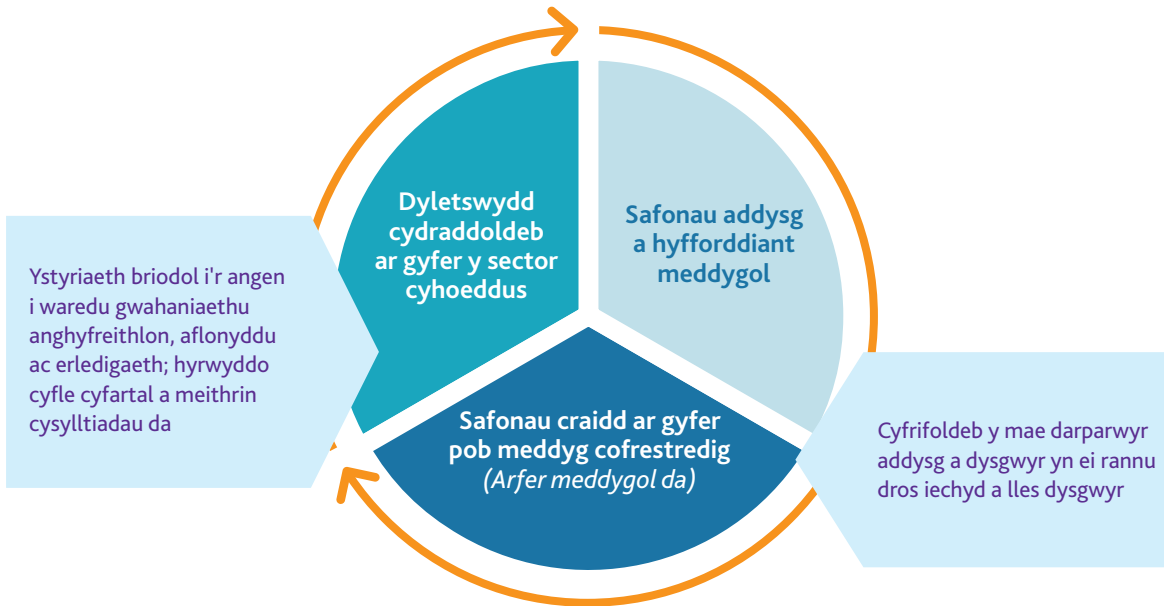 Dyletswydd
cydraddoldeb
ar gyfer y sector
cyhoeddus
Safonau addysg
a hyfforddiant
meddygol
Ystyriaeth briodol i'r angen
i waredu gwahaniaethu
anghyfreithlon, aflonyddu
ac erledigaeth; hyrwyddo
cyfle cyfartal a meithrin
cysylltiadau da
Safonau craidd ar gyfer
pob meddyg cofrestredig
(Arfer meddygol da)
Cyfrifoldeb y mae darparwyr
addysg a dysgwyr yn ei rannu
dros iechyd a lles dysgwyr